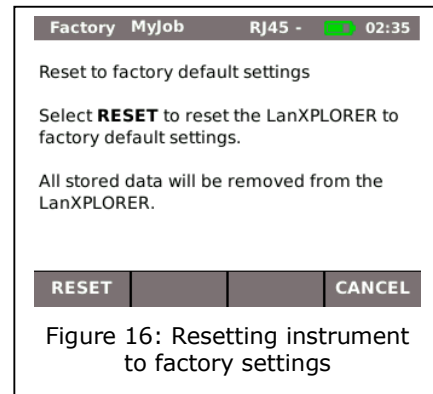 Factory MyJob RJ45 - 02:35
Reset to factory default settings
Select RESET to reset the LanXPLORER to
factory default settings.
All stored data will be removed from the
LanXPLORER.
RESET CANCEL
Figure 16: Resetting instrument
to factory settings